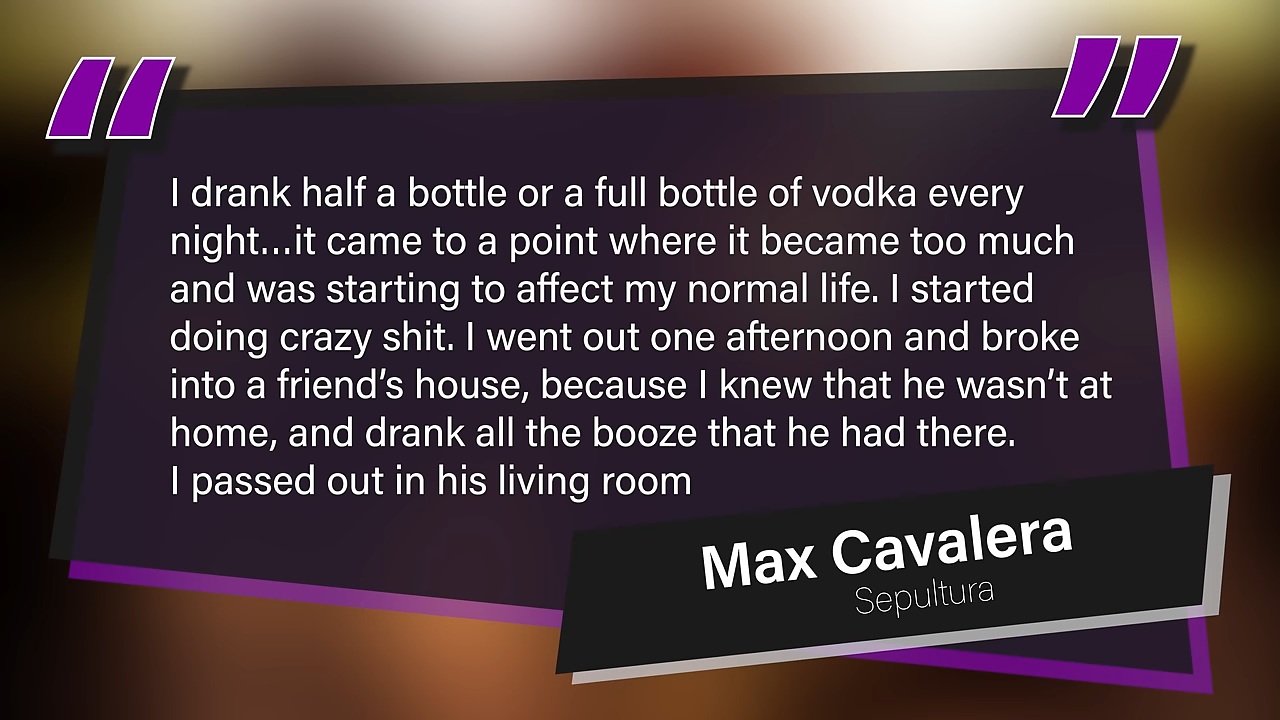 “
”
I drank half a bottle or a full bottle of vodka every
night...it came to a point where it became too much
and was starting to affect my normal life. I started
doing crazy shit. I went out one afternoon and broke
into a friend’s house, because I knew that he wasn’t at
home, and drank all the booze that he had there.
I passed out in his living room
Max Cavalera
Sepultura